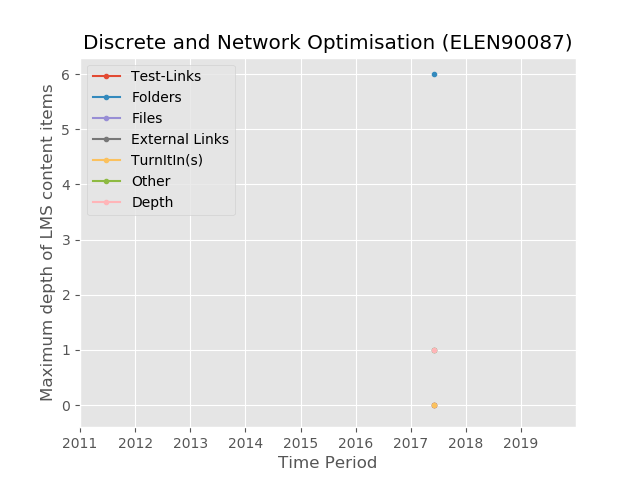 Discrete and Network Optimisation (ELEN90087)
Test-Links
Folders
Files
External Links
TurnItIn(s)
Other
Depth
Maximum depth of LMS content items
6
5
4
3
2
1
0
2011 2012 2013 2014 2015 2016 2017 2018 2019
Time Period